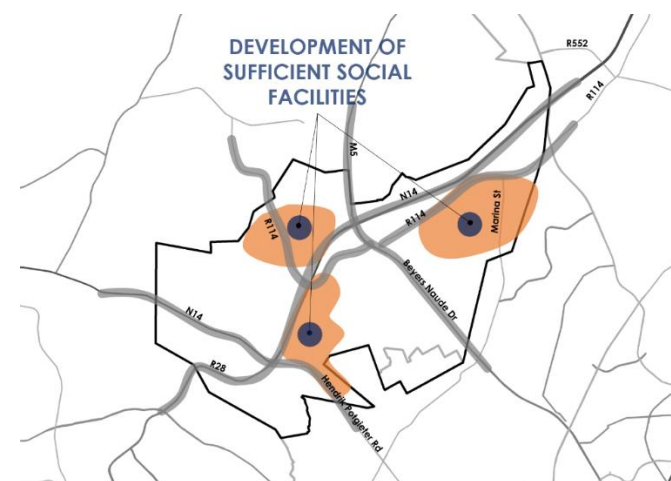 DEVELOPMENT OF
SUFFICIENT SOCIAL
FACILITIES
R552
R114
M5
N14
R114
Marina St
R114
Beyers Naude Dr
N14
R28
Hendrik Potgieter Rd